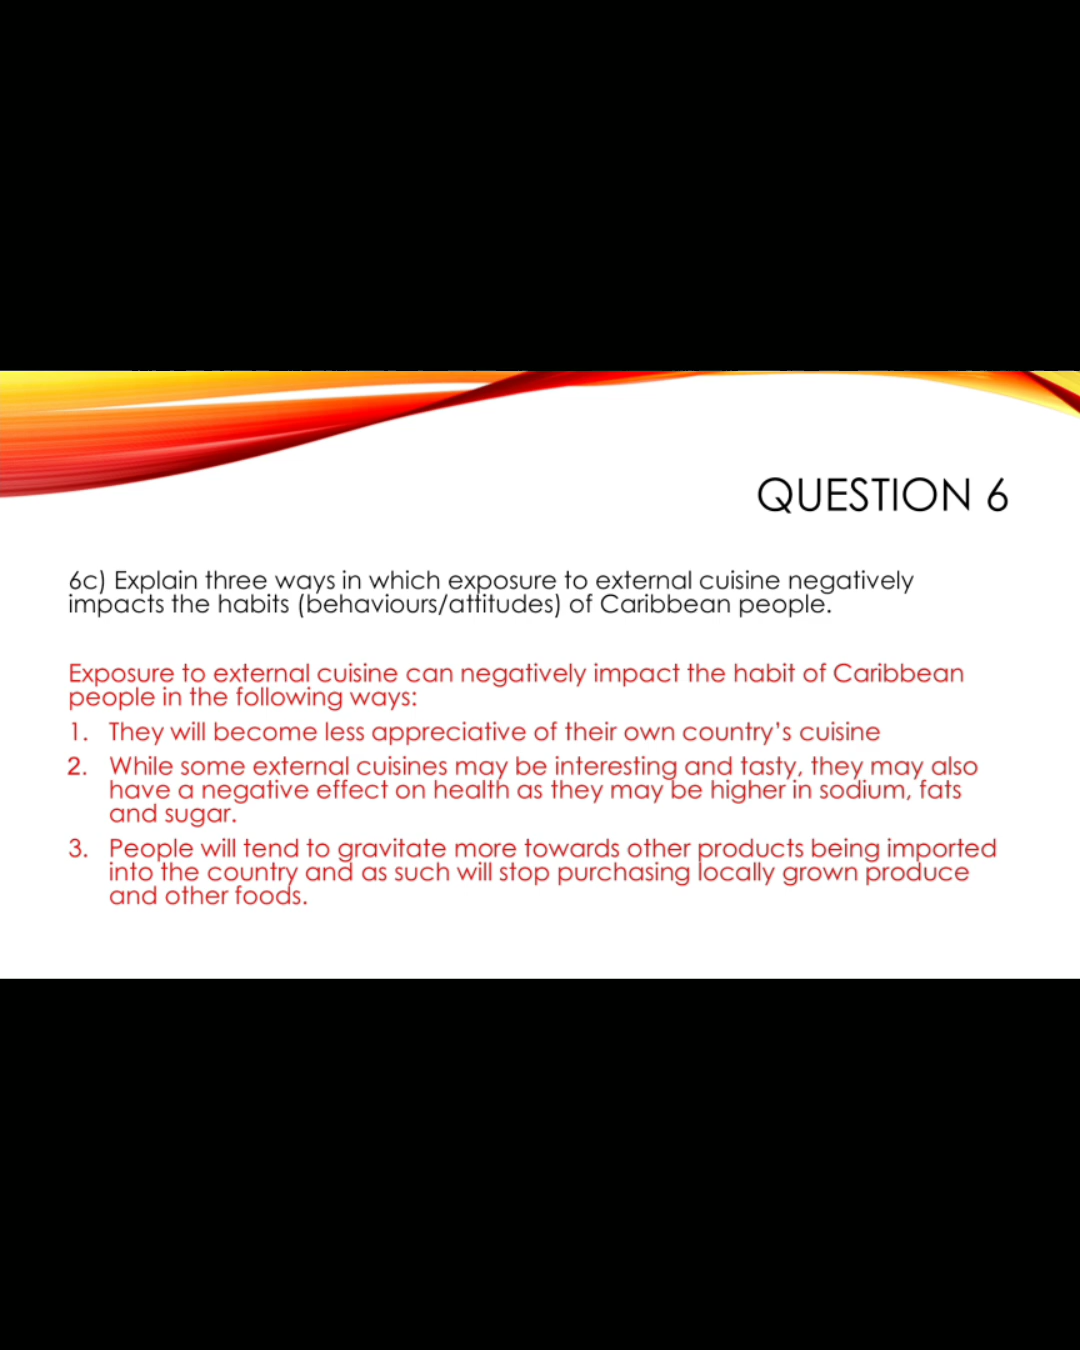 QUESTION 6
6c) Explain three ways in which exposure to external cuisine negatively
impacts the habits (behaviours/attitudes) of Caribbean people.
Exposure to external cuisine can negatively impact the habit of Caribbean
people in the following ways:
1. They will become less appreciative of their own country's cuisine
2. While some external cuisines may be interesting and tasty, they may also
have a negative effect on health as they may be higher in sodium, fats
and sugar.
3. People will tend to gravitate more towards other products being imported
into the country and as such will stop purchasing locally grown produce
and other foods.